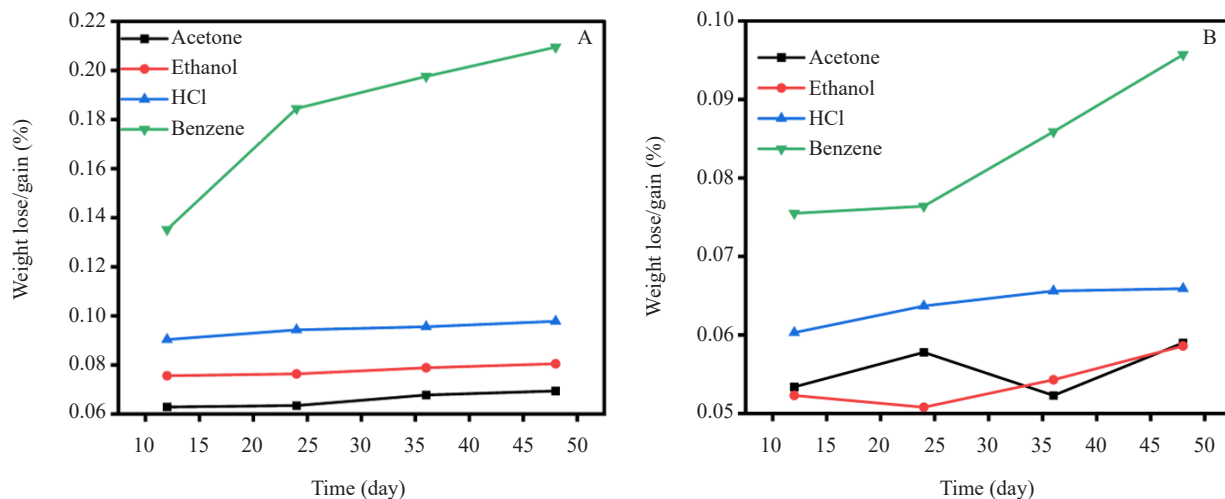 A
Acetone
Ethanol
HCl
Benzene
0.22
0.20
0.18
0.16
0.14
0.12
0.10
0.08
0.06
Weight lose/gain (%)
10 15 20 25 30 35 40 45 50
Time (day)
B
Acetone
Ethanol
HCl
Benzene
0.10
0.09
0.08
0.07
0.06
0.05
Weight lose/gain (%)
10 15 20 25 30 35 40 45 50
Time (day)